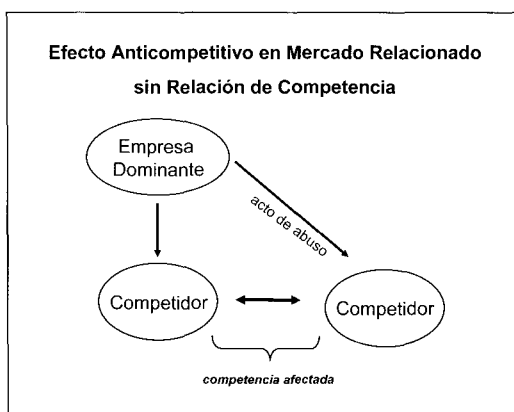 Efecto Anticompetitivo en Mercado Relacionado
sin Relación de Competencia
Empresa
Dominante
acto de abuso
Competidor
Competidor
competencia afectada